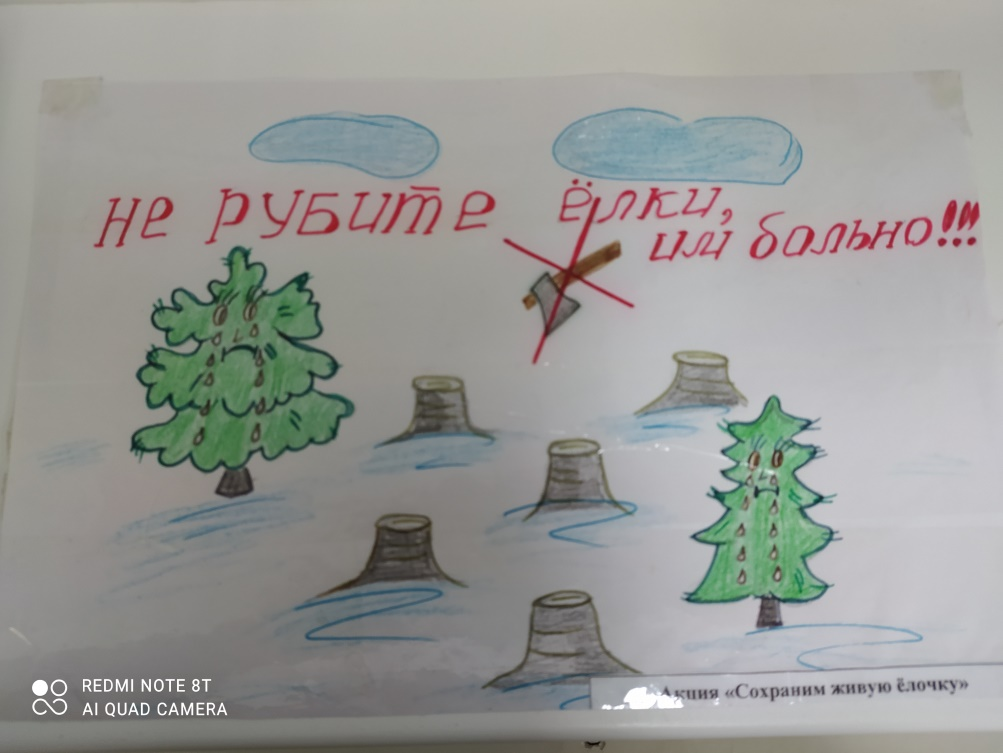 Не рубите ёлки,
им больно!!!
Акция «Сохраним живую ёлочку»
REDMI NOTE 8T
AI QUAD CAMERA